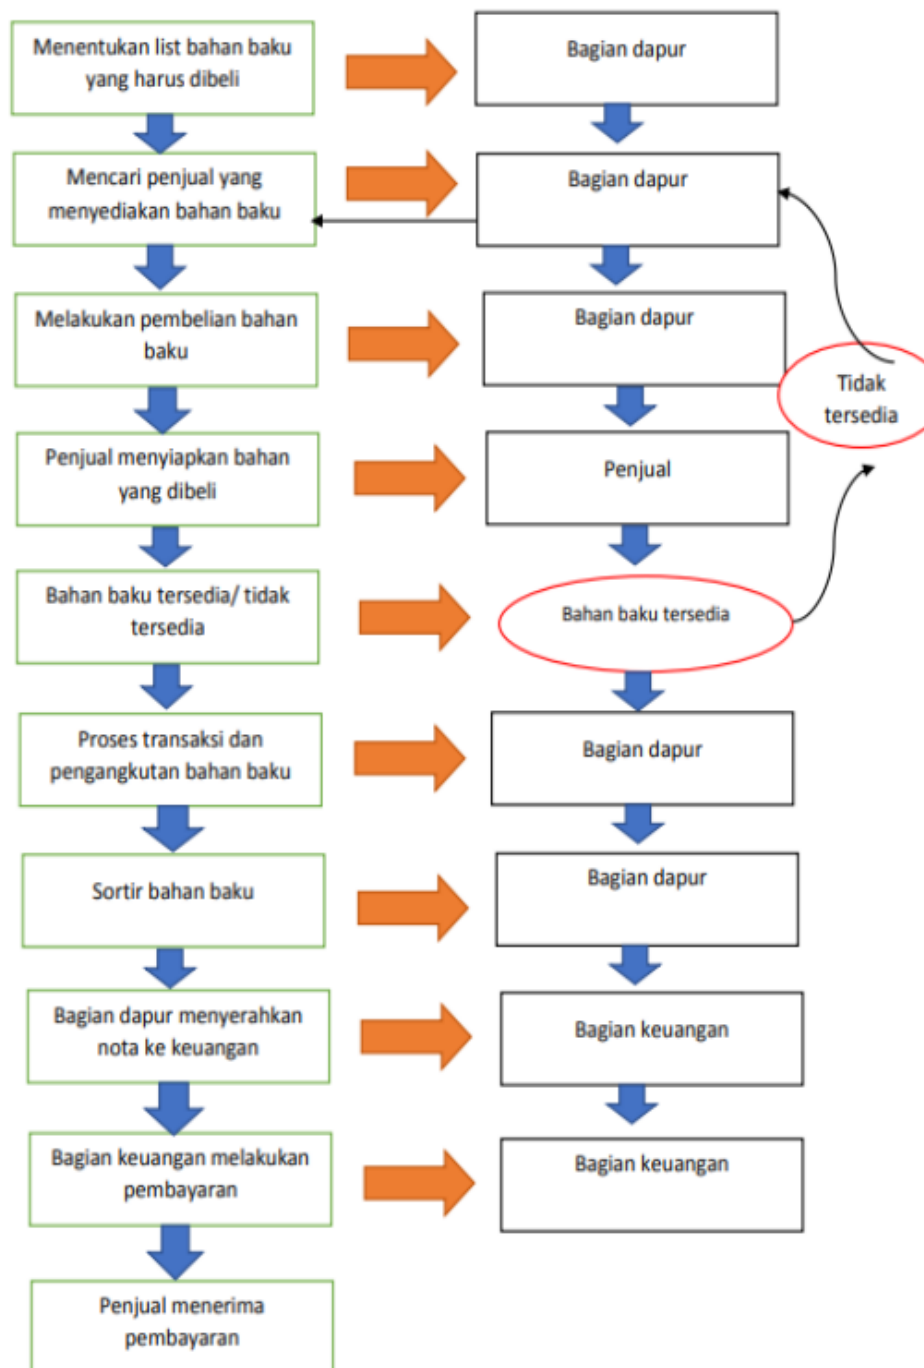 Menentukan list bahan baku
yang harus dibeli
Bagian dapur
Mencari penjual yang
menyediakan bahan baku
Bagian dapur
Melakukan pembelian bahan
baku
Bagian dapur
Tidak
tersedia
Penjual menyiapkan bahan
yang dibeli
Penjual
Bahan baku tersedia/ tidak
tersedia
Bahan baku tersedia
Proses transaksi dan
pengangkutan bahan baku
Bagian dapur
Sortir bahan baku
Bagian dapur
Bagian dapur menyerahkan
nota ke keuangan
Bagian keuangan
Bagian keuangan melakukan
pembayaran
Bagian keuangan
Penjual menerima
pembayaran